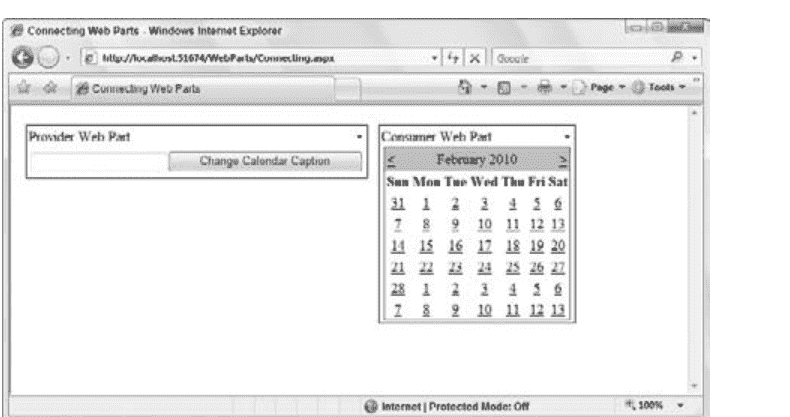 Connecting Web Parts - Windows Internet Explorer
http://localhost:51674/WebParts/Connecting.aspx
Google
Connecting Web Parts
Page
Tools
Provider Web Part
Change Calendar Caption
Consumer Web Part
< February 2010 >
Sun Mon Tue Wed Thu Fri Sat
31 1 2 3 4 5 6
7 8 9 10 11 12 13
14 15 16 17 18 19 20
21 22 23 24 25 26 27
28 1 2 3 4 5 6
7 8 9 10 11 12 13
Internet | Protected Mode: Off
100%